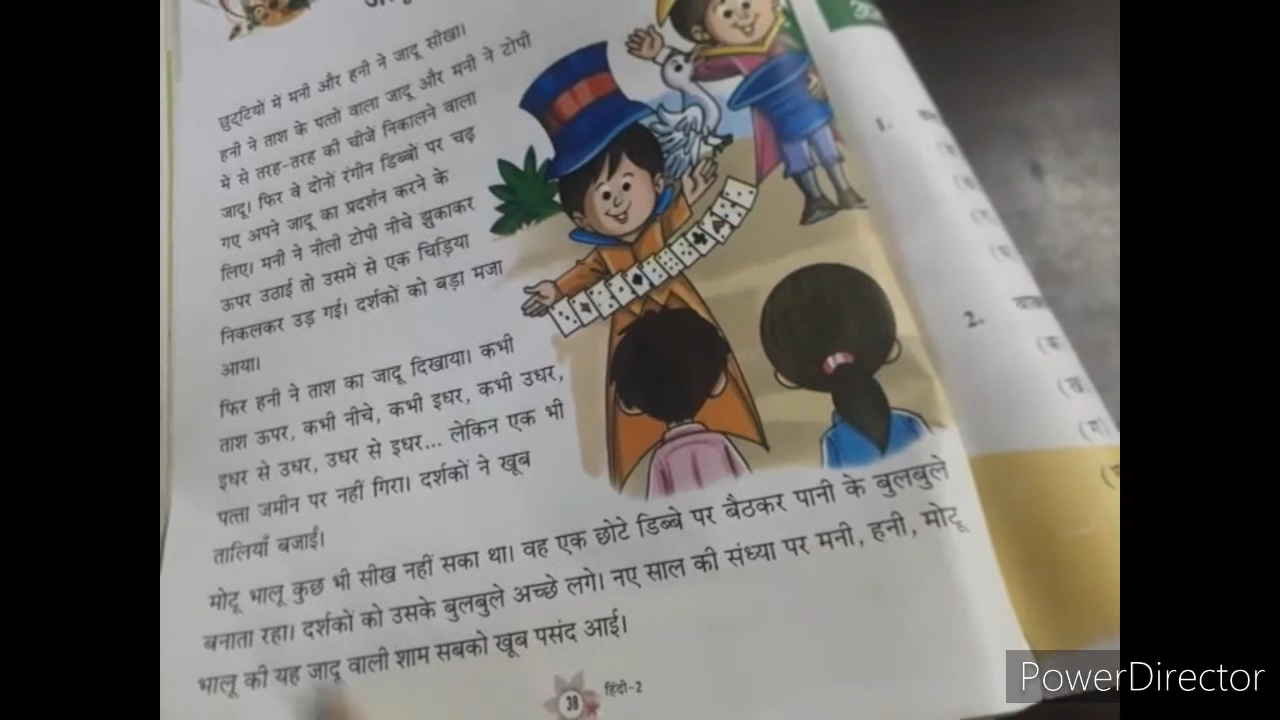 छुट्टियों में मनी और हनी ने जादू सीखा।
हनी ने ताश के पत्तों वाला जादू और मनी ने टोपी
में से तरह-तरह की चीजें निकालने वाला
जादू। फिर वे दोनों रंगीन डिब्बों पर चढ़
गए अपने जादू का प्रदर्शन करने के
लिए। मनी ने नीली टोपी नीचे झुकाकर
ऊपर उठाई तो उसमें से एक चिड़िया
निकलकर उड़ गई। दर्शकों को बड़ा मजा
आया।
फिर हनी ने ताश का जादू दिखाया। कभी
ताश ऊपर, कभी नीचे, कभी इधर, कभी उधर,
इधर से उधर, उधर से इधर... लेकिन एक भी
पत्ता जमीन पर नहीं गिरा। दर्शकों ने खूब
तालियाँ बजाईं।
मोटू भालू कुछ भी सीख नहीं सका था। वह एक छोटे डिब्बे पर बैठकर पानी के बुलबुले
बनाता रहा। दर्शकों को उसके बुलबुले अच्छे लगे। नए साल की संध्या पर मनी, हनी, मोटू
भालू की यह जादू वाली शाम सबको खूब पसंद आई।
38 हिंदी-2
1.
2.
(क
(ख
(ग)
PowerDirector